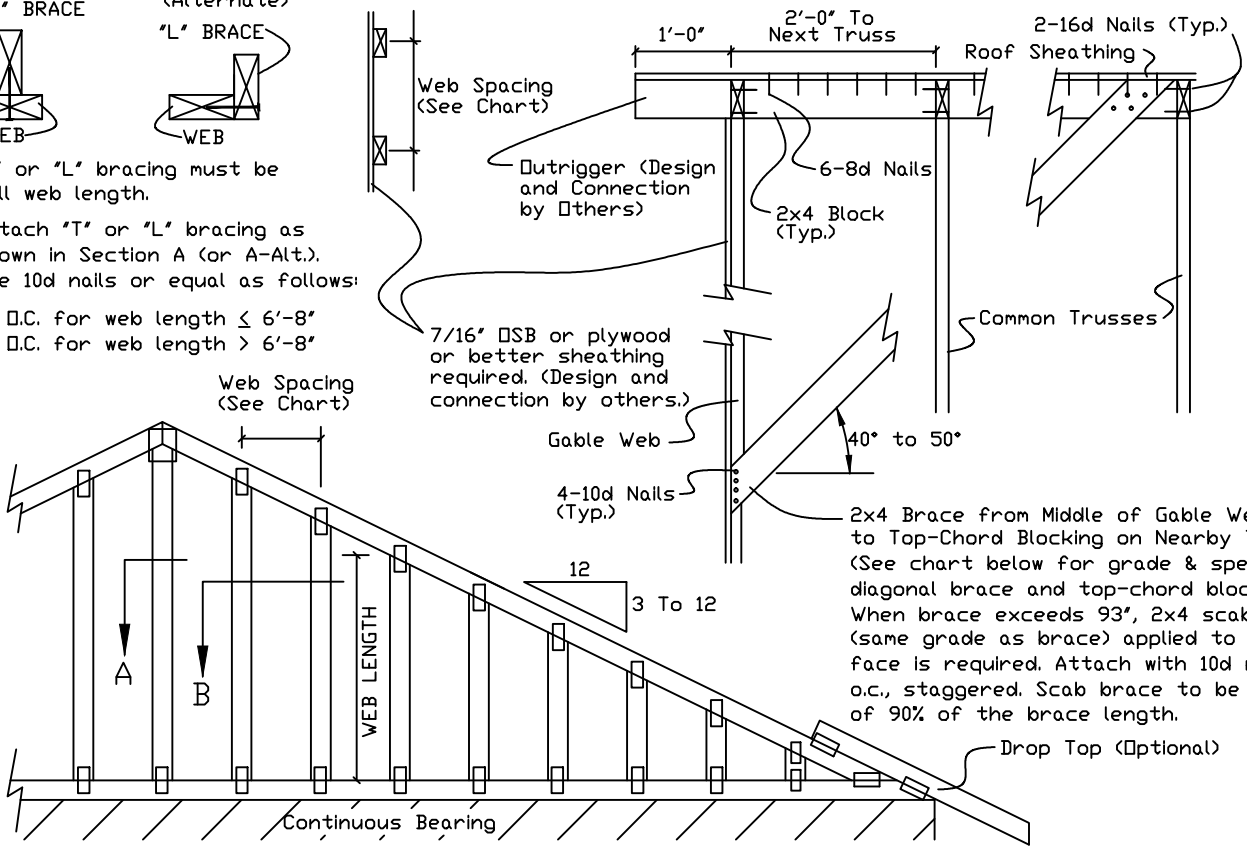 " BRACE
(Alternate)
"L" BRACE
WEB
" or "L" bracing must be
web length.
"T" or "L" bracing as
in Section A (or A-Alt.).
10d nails or equal as follows:
O.C. for web length ≤ 6'-8"
O.C. for web length > 6'-8"
Web Spacing
(See Chart)
1'-0"
2'-0" To
Next Truss
2-16d Nails (Typ.)
Roof Sheathing
Outrigger (Design
and Connection
by Others)
6-8d Nails
2x4 Block
(Typ.)
Common Trusses
7/16" OSB or plywood
or better sheathing
required. (Design and
connection by others.)
Gable Web
40° to 50°
4-10d Nails
(Typ.)
2x4 Brace from Middle of Gable
to Top-Chord Blocking on Nearby
(See chart below for grade &
diagonal brace and top-chord
When brace exceeds 93", 2x4
(same grade as brace) applied to
face is required. Attach with 10d
o.c., staggered. Scab brace to be
of 90% of the brace length.
Web Spacing
(See Chart)
12
3 To 12
A
B
WEB LENGTH
Drop Top (Optional)
Continuous Bearing